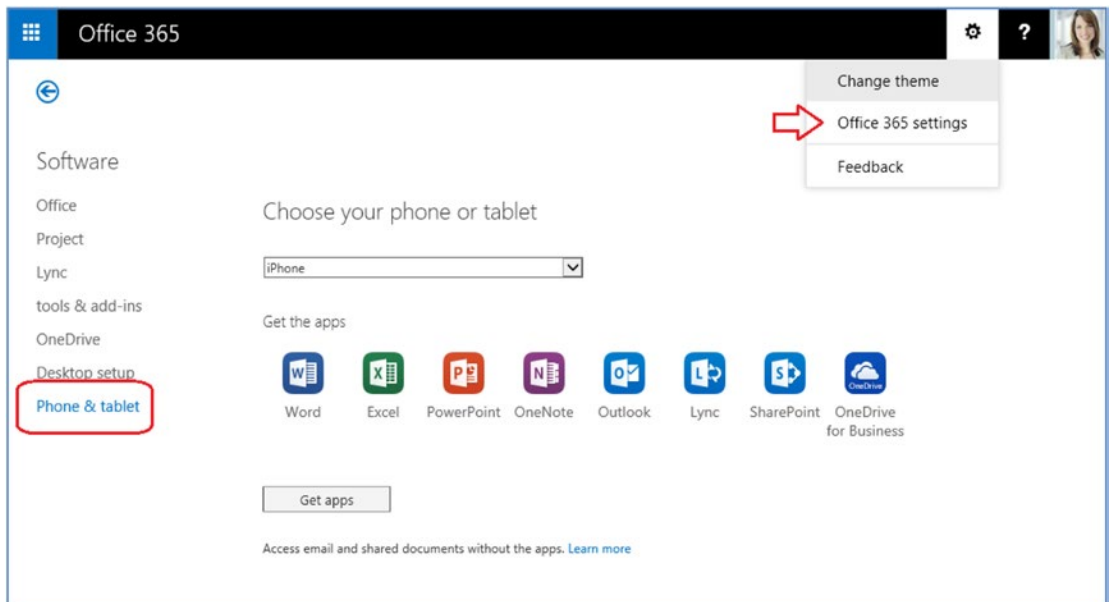 Office 365
?
Change theme
Office 365 settings
Feedback
Software
Office
Project
Lync
tools & add-ins
OneDrive
Desktop setup
Phone & tablet
Choose your phone or tablet
iPhone
Get the apps
Word
Excel
PowerPoint
OneNote
Outlook
Lync
SharePoint
OneDrive
OneDrive
for Business
Get apps
Access email and shared documents without the apps. Learn more